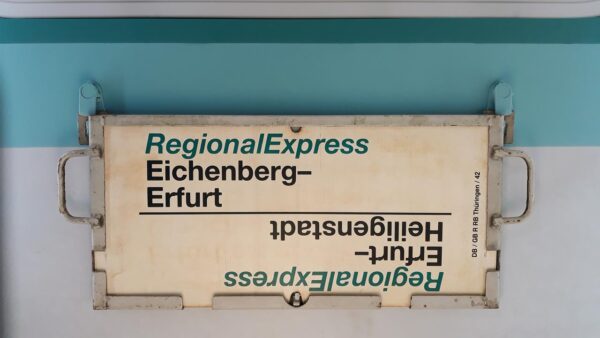 RegionalExpress
Eichenberg–
Erfurt
RegionalExpress
Erfurt–
Heiligenstadt
DB / GB R RB Thüringen / 42